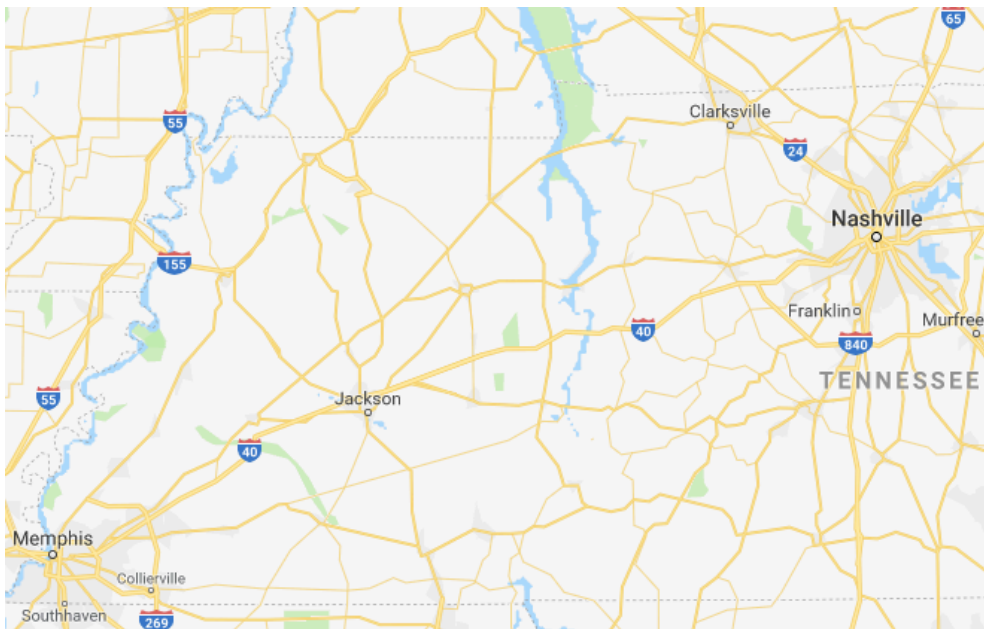 65
Clarksville
55
24
Nashville
155
Franklin
Murfree
40
840
TENNESSEE
55
Jackson
40
Memphis
Collierville
Southhaven
269